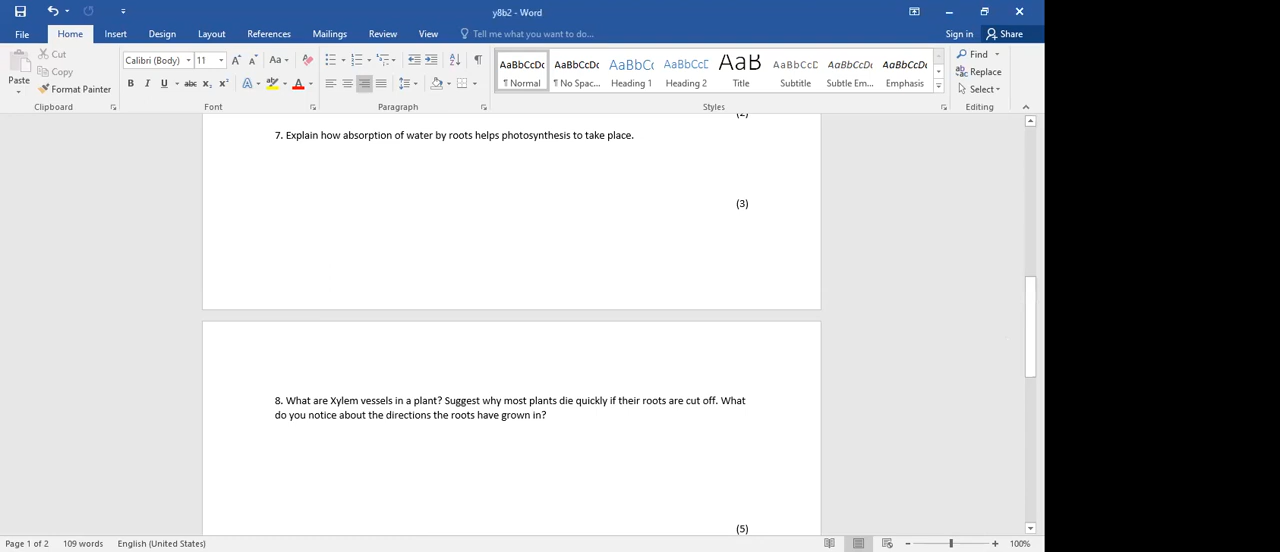 y8b2 - Word
File Home Insert Design Layout References Mailings Review View Tell me what you want to do... Sign in Share
Paste
Cut
Copy
Format Painter
Clipboard
Calibri (Body) 11
Font
Paragraph
AaBbCcDc AaBbCcDc AaBbCc AaBbCcD AaB AaBbCcD AaBbCcDc AaBbCcDc
¶ Normal ¶ No Spac... Heading 1 Heading 2 Title Subtitle Subtle Em... Emphasis
Styles
Find
Replace
Select
Editing
(2)
7. Explain how absorption of water by roots helps photosynthesis to take place.
(3)
8. What are Xylem vessels in a plant? Suggest why most plants die quickly if their roots are cut off. What
do you notice about the directions the roots have grown in?
(5)
Page 1 of 2 109 words English (United States) 100%